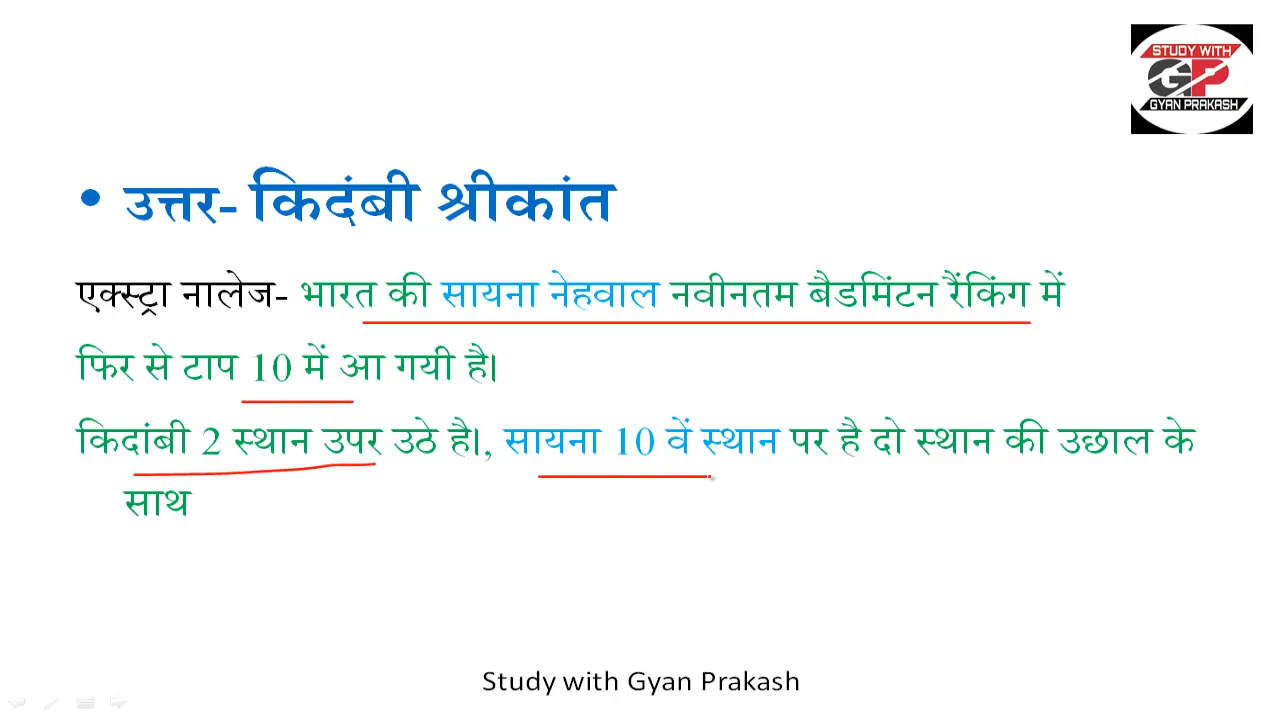 STUDY WITH
GP
GYAN PRAKASH
• उत्तर- किदंबी श्रीकांत
एक्स्ट्रा नालेज- भारत की सायना नेहवाल नवीनतम बैडमिंटन रैंकिंग में
फिर से टाप 10 में आ गयी है।
किदांबी 2 स्थान उपर उठे है।, सायना 10 वें स्थान पर है दो स्थान की उछाल के
साथ
Study with Gyan Prakash